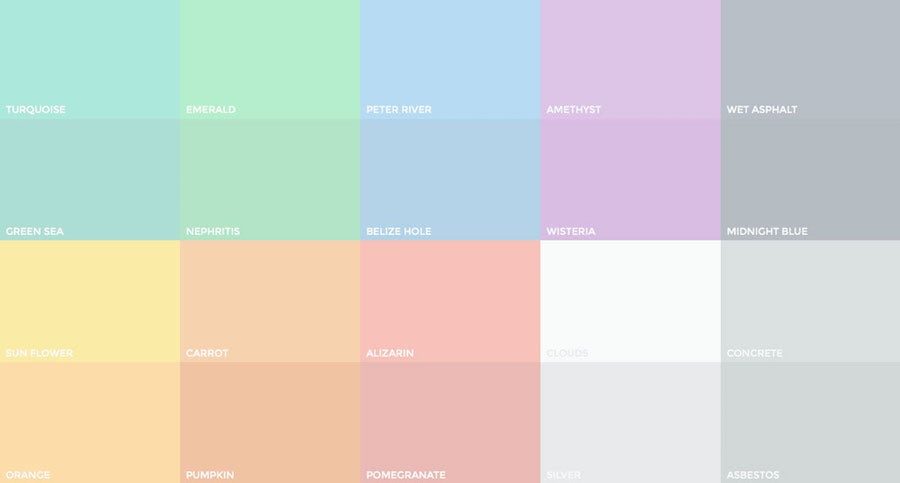 TURQUOISE
EMERALD
PETER RIVER
AMETHYST
WET ASPHALT
GREEN SEA
NEPHRITIS
BELIZE HOLE
WISTERIA
MIDNIGHT BLUE
SUN FLOWER
CARROT
ALIZARIN
CLOUDS
CONCRETE
ORANGE
PUMPKIN
POMEGRANATE
SILVER
ASBESTOS